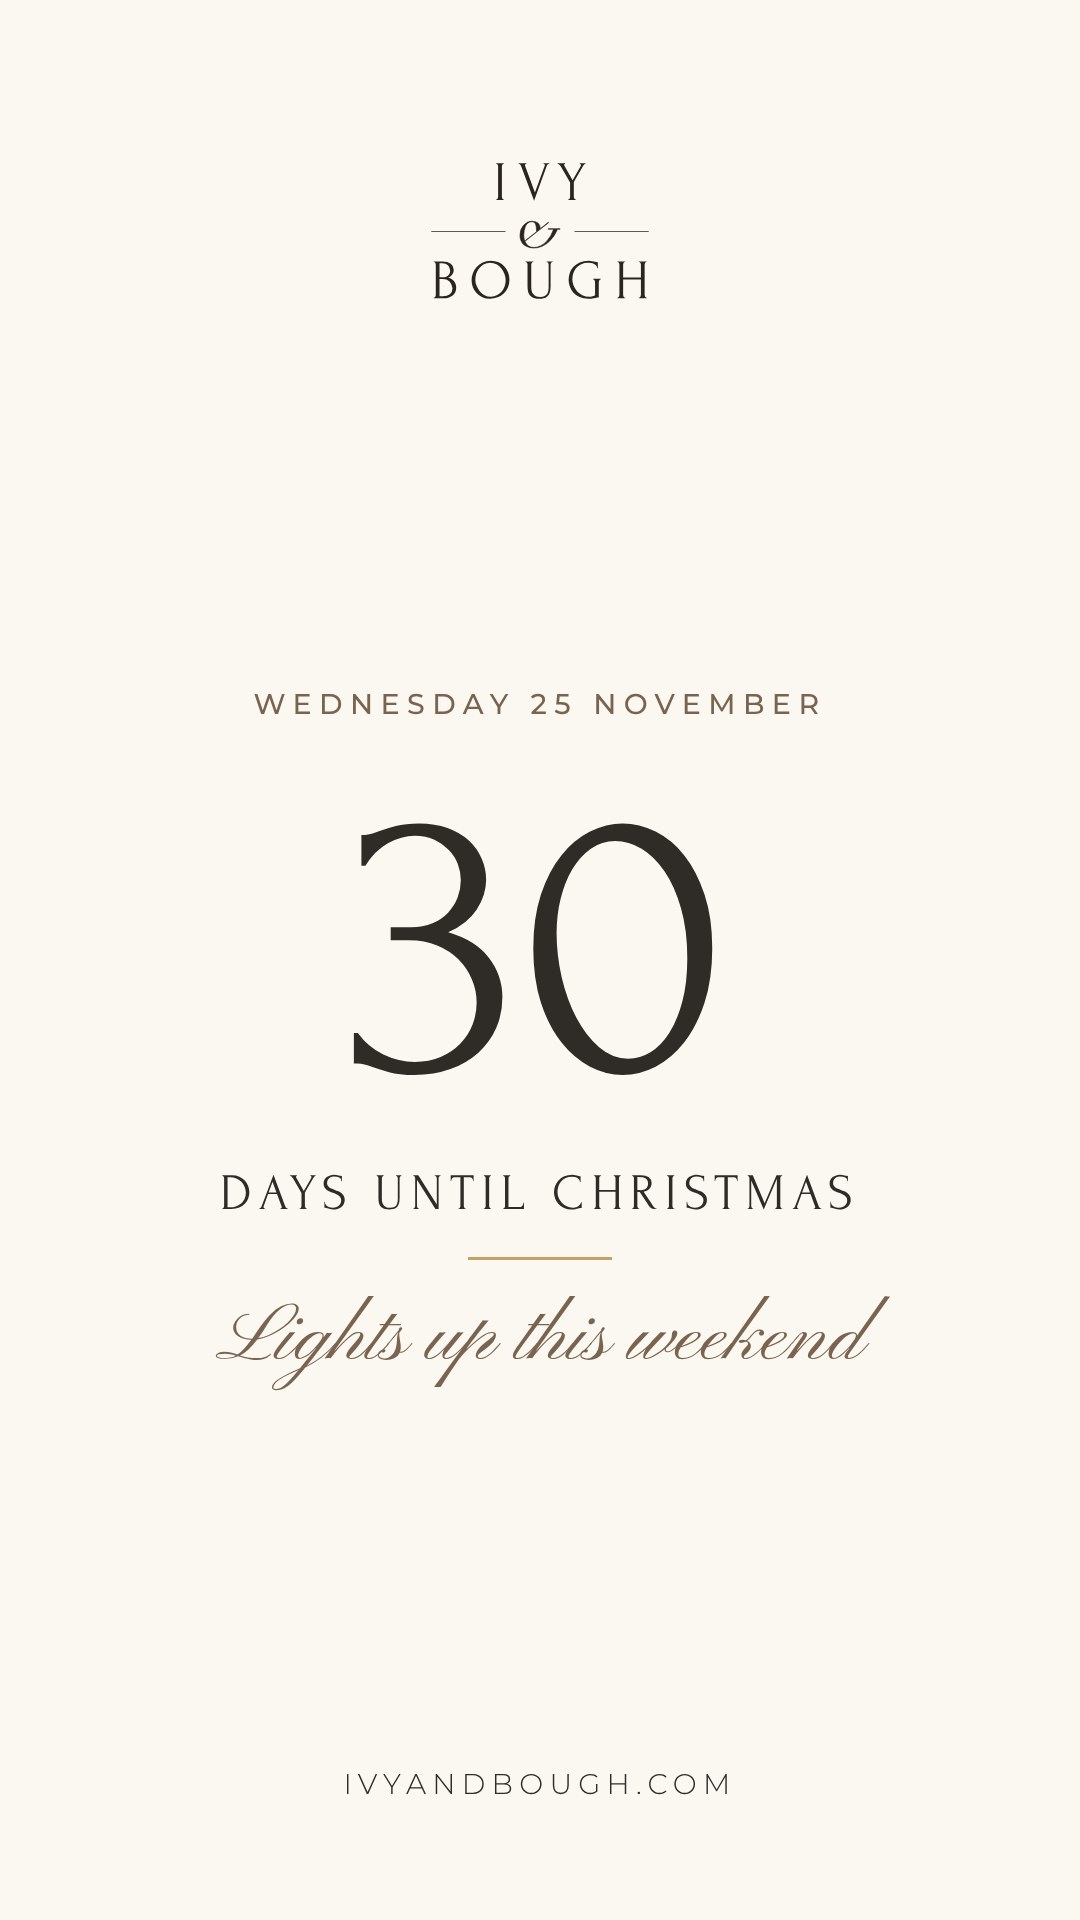 IVY
&
BOUGH
WEDNESDAY 25 NOVEMBER
30
DAYS UNTIL CHRISTMAS
Lights up this weekend
IVYANDBOUGH.COM